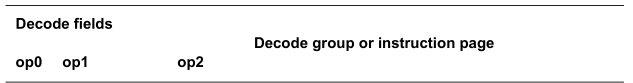 Decode fields
Decode group or instruction page
op0 op1 op2